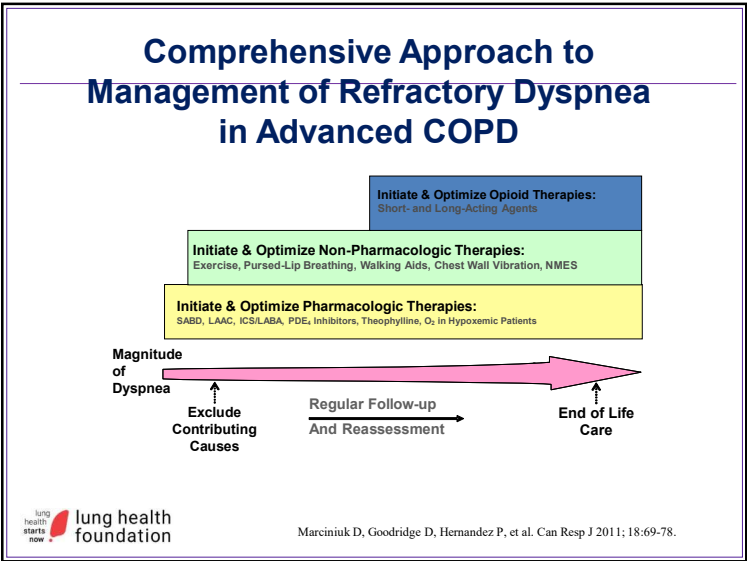 Comprehensive Approach to
Management of Refractory Dyspnea
in Advanced COPD
Initiate & Optimize Opioid Therapies:
Short- and Long-Acting Agents
Initiate & Optimize Non-Pharmacologic Therapies:
Exercise, Pursed-Lip Breathing, Walking Aids, Chest Wall Vibration, NMES
Initiate & Optimize Pharmacologic Therapies:
SABD, LAAC, ICS/LABA, PDE₄ Inhibitors, Theophylline, O₂ in Hypoxemic Patients
Magnitude
of
Dyspnea
Exclude
Contributing
Causes
Regular Follow-up
And Reassessment
End of Life
Care
lung
health
starts
now
lung health
foundation
Marciniuk D, Goodridge D, Hernandez P, et al. Can Resp J 2011; 18:69-78.